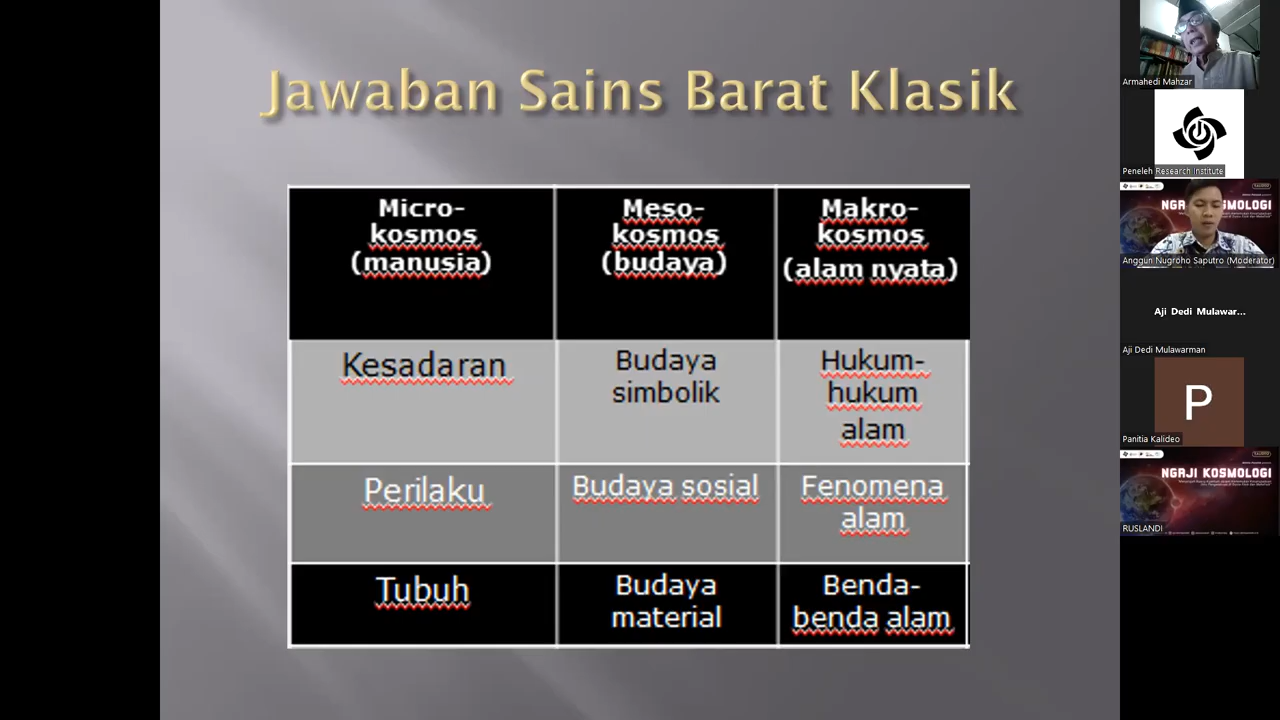 Jawaban Sains Barat Klasik
Micro-
kosmos
(manusia)
Meso-
kosmos
(budaya)
Makro-
kosmos
(alam nyata)
Kesadaran
Budaya
simbolik
Hukum-
hukum
alam
Perilaku
Budaya sosial
Fenomena
alam
Tubuh
Budaya
material
Benda-
benda alam
Armahedi Mahzar
Peneleh Research Institute
NGAJI KOSMOLOGI
Anggun Nugroho Saputro (Moderator)
Aji Dedi Mulawar...
Aji Dedi Mulawarman
P
Panitia Kalideo
NGAJI KOSMOLOGI
RUSLANDI